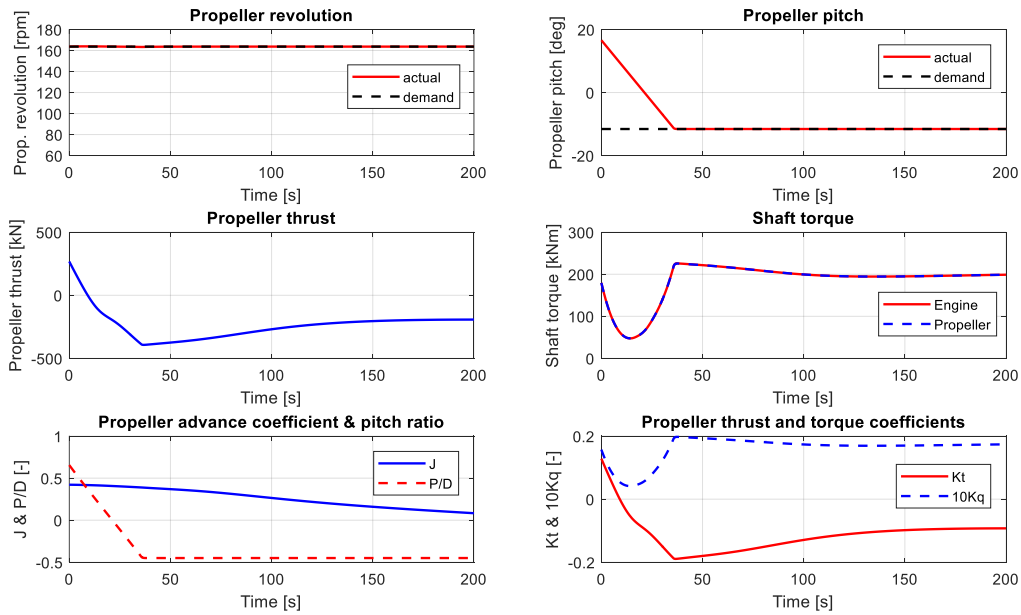 Propeller revolution
Prop. revolution [rpm]
180
160
140
120
100
80
60
actual
demand
0 50 100 150 200
Time [s]
Propeller pitch
Propeller pitch [deg]
20
0
-20
actual
demand
0 50 100 150 200
Time [s]
Propeller thrust
Propeller thrust [kN]
500
0
-500
0 50 100 150 200
Time [s]
Shaft torque
Shaft torque [kNm]
300
200
100
0
Engine
Propeller
0 50 100 150 200
Time [s]
Propeller advance coefficient & pitch ratio
J & P/D [-]
1
0.5
0
-0.5
J
P/D
0 50 100 150 200
Time [s]
Propeller thrust and torque coefficients
Kt & 10Kq [-]
0.2
0
-0.2
Kt
10Kq
0 50 100 150 200
Time [s]